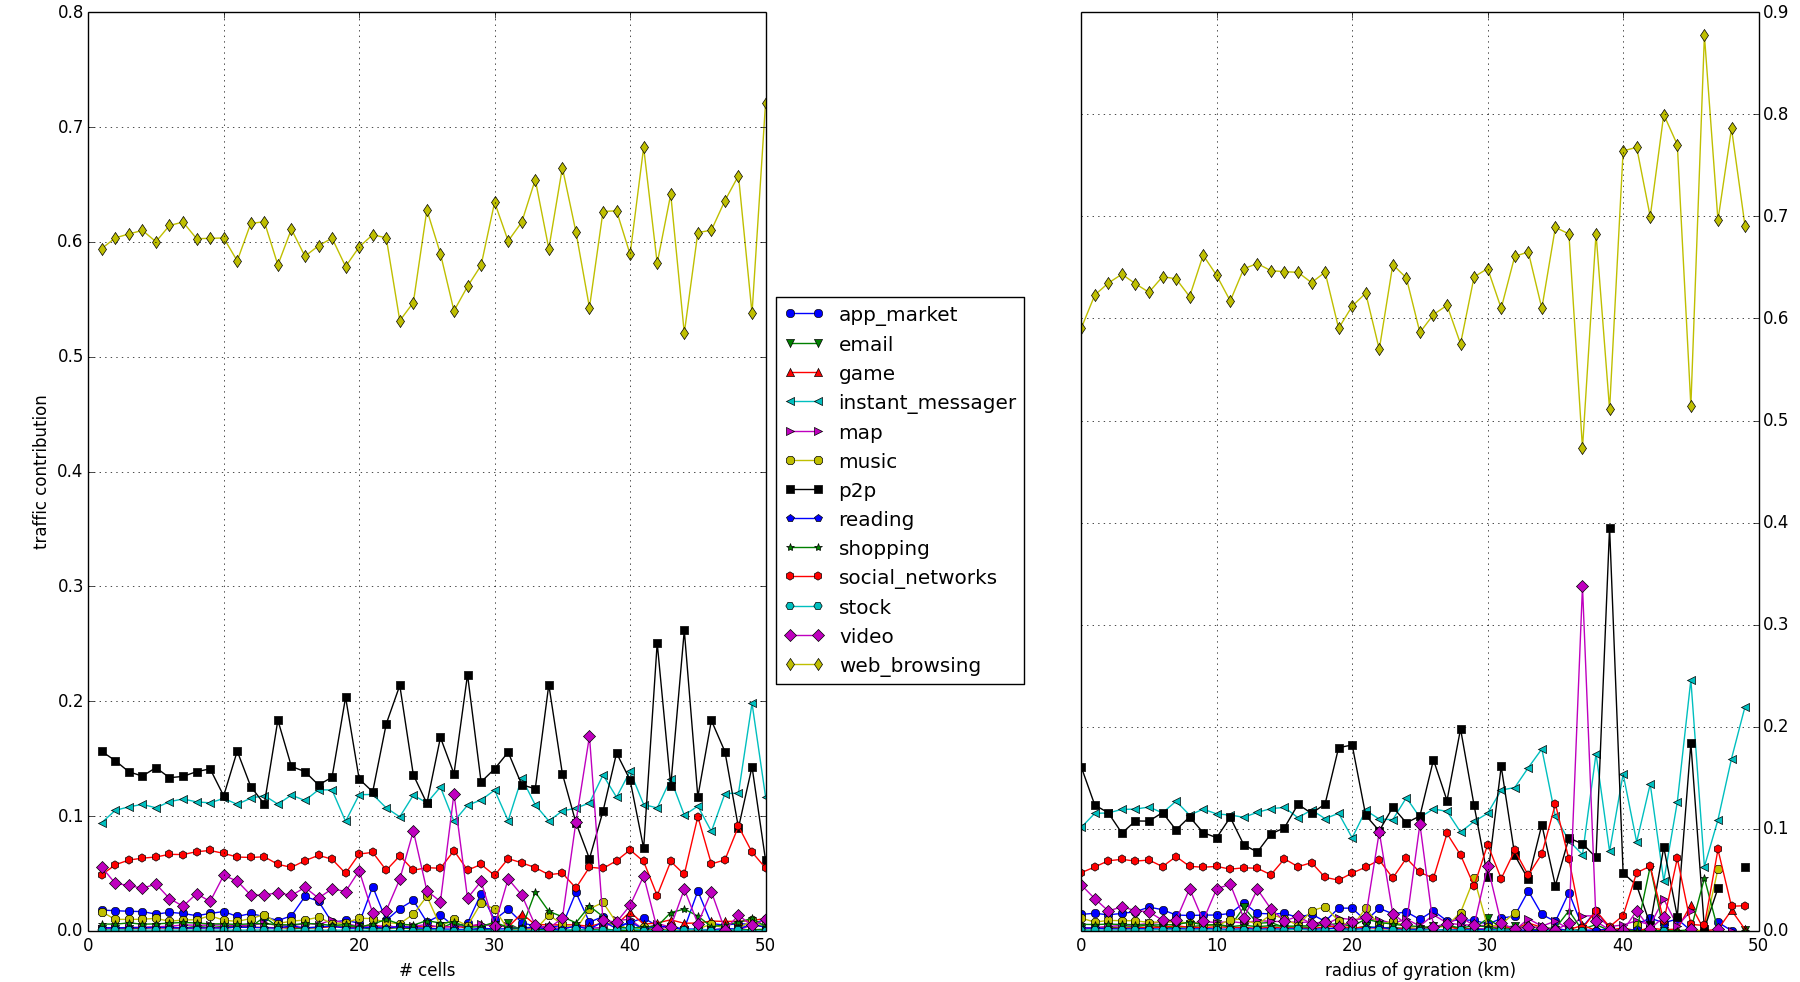 0.8
0.7
0.6
0.5
0.4
0.3
0.2
0.1
0.0
traffic contribution
0 10 20 30 40 50
# cells
app_market
email
game
instant_messager
map
music
p2p
reading
shopping
social_networks
stock
video
web_browsing
0.9
0.8
0.7
0.6
0.5
0.4
0.3
0.2
0.1
0.0
0 10 20 30 40 50
radius of gyration (km)